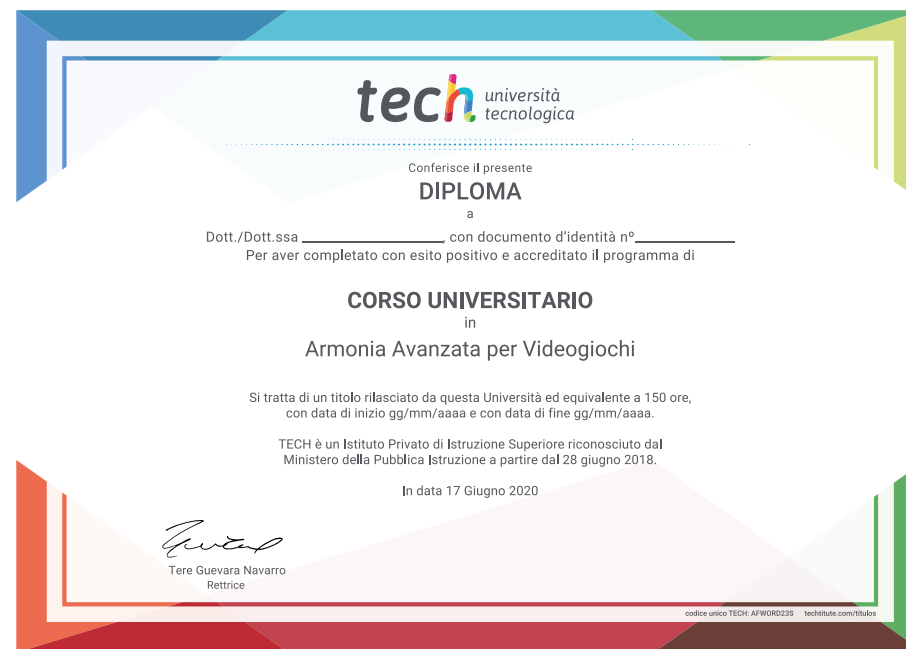 tech università
tecnologica
Conferisce il presente
DIPLOMA
a
Dott./Dott.ssa ____________________, con documento d'identità nº______________
Per aver completato con esito positivo e accreditato il programma di
CORSO UNIVERSITARIO
in
Armonia Avanzata per Videogiochi
Si tratta di un titolo rilasciato da questa Università ed equivalente a 150 ore,
con data di inizio gg/mm/aaaa e con data di fine gg/mm/aaaa.
TECH è un Istituto Privato di Istruzione Superiore riconosciuto dal
Ministero della Pubblica Istruzione a partire dal 28 giugno 2018.
In data 17 Giugno 2020
Tere Guevara Navarro
Rettrice
codice unico TECH: AFWORD23S techtitute.com/títulos